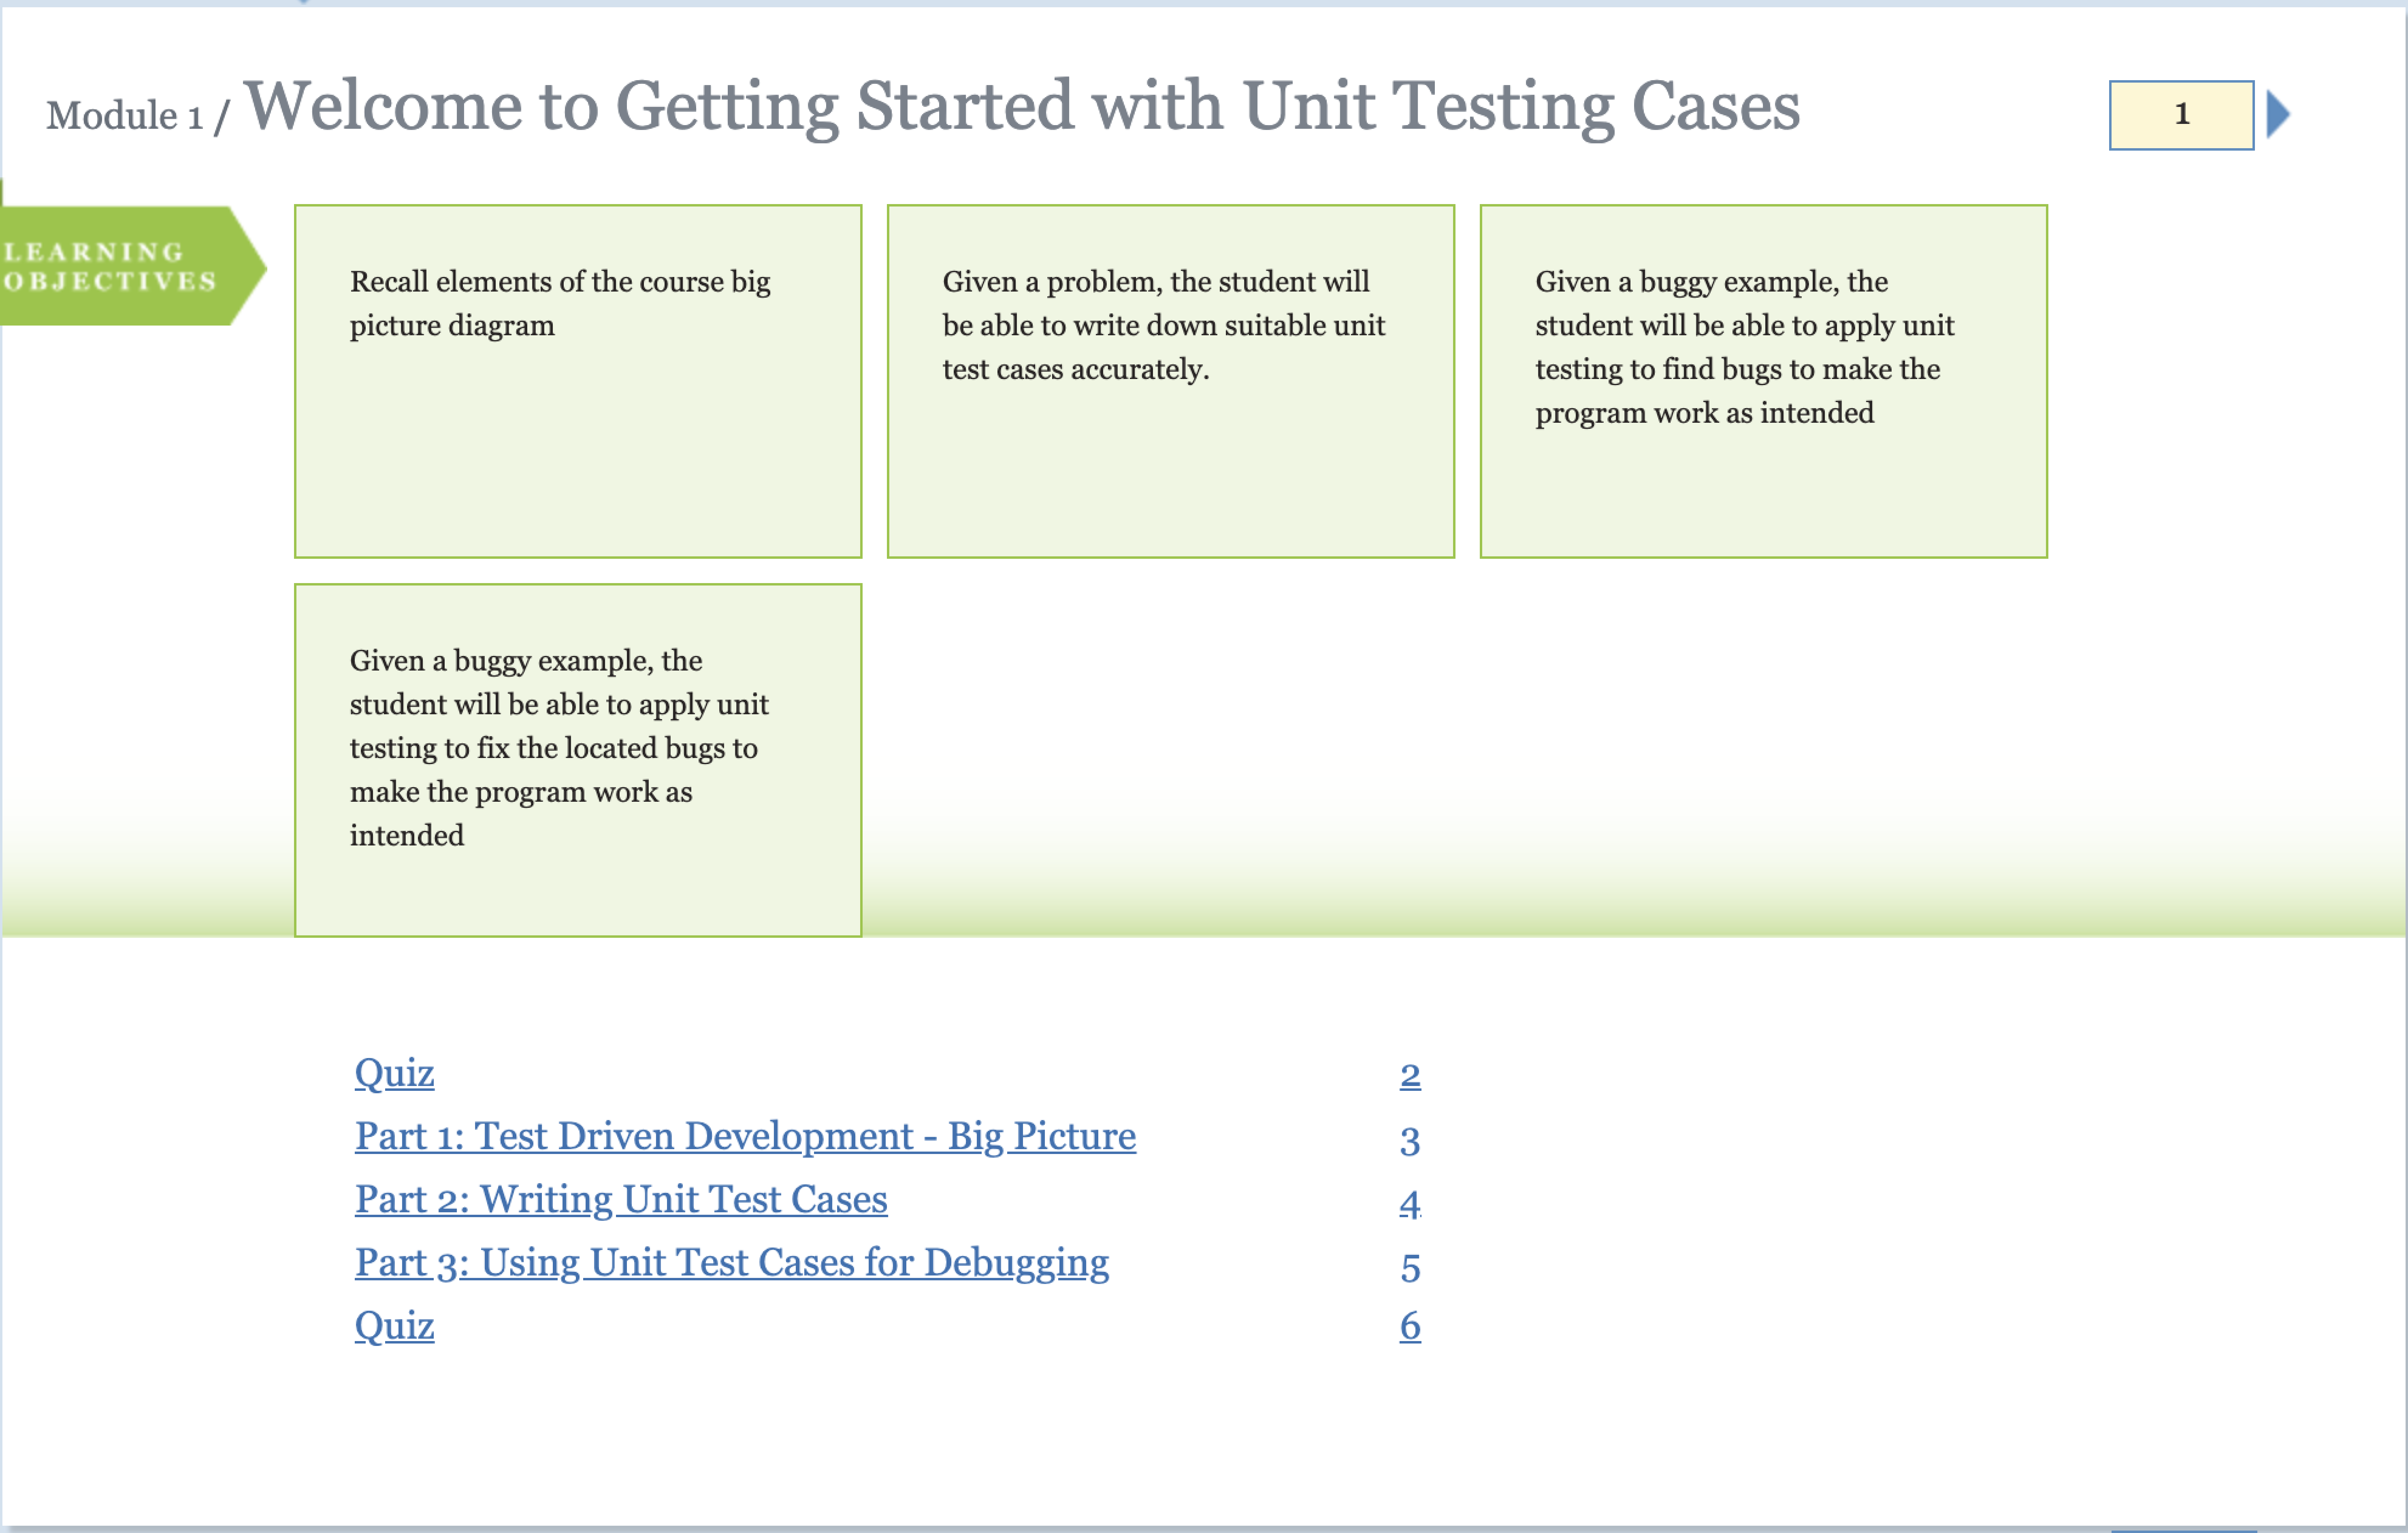 Module 1 / Welcome to Getting Started with Unit Testing Cases
1
LEARNING
OBJECTIVES
Recall elements of the course big
picture diagram
Given a problem, the student will
be able to write down suitable unit
test cases accurately.
Given a buggy example, the
student will be able to apply unit
testing to find bugs to make the
program work as intended
Given a buggy example, the
student will be able to apply unit
testing to fix the located bugs to
make the program work as
intended
Quiz 2
Part 1: Test Driven Development - Big Picture 3
Part 2: Writing Unit Test Cases 4
Part 3: Using Unit Test Cases for Debugging 5
Quiz 6